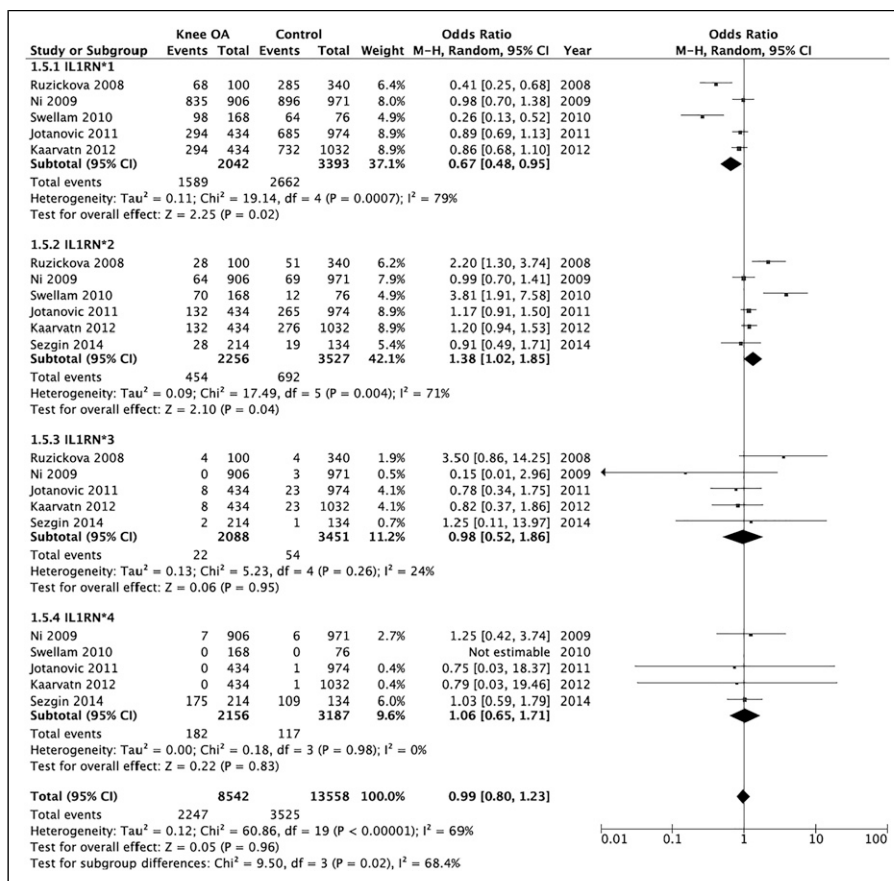 Knee OA Control Odds Ratio Odds Ratio
Study or Subgroup Events Total Events Total Weight M-H, Random, 95% CI Year M-H, Random, 95% CI
1.5.1 IL1RN*1
Ruzickova 2008 68 100 285 340 6.4% 0.41 [0.25, 0.68] 2008
Ni 2009 835 906 896 971 8.0% 0.98 [0.70, 1.38] 2009
Swellam 2010 98 168 64 76 4.9% 0.26 [0.13, 0.52] 2010
Jotanovic 2011 294 434 685 974 8.9% 0.89 [0.69, 1.13] 2011
Kaarvatn 2012 294 434 732 1032 8.9% 0.86 [0.68, 1.10] 2012
Subtotal (95% CI) 2042 3393 37.1% 0.67 [0.48, 0.95]
Total events 1589 2662
Heterogeneity: Tau² = 0.11; Chi² = 19.14, df = 4 (P = 0.0007); I² = 79%
Test for overall effect: Z = 2.25 (P = 0.02)
1.5.2 IL1RN*2
Ruzickova 2008 28 100 51 340 6.2% 2.20 [1.30, 3.74] 2008
Ni 2009 64 906 69 971 7.9% 0.99 [0.70, 1.41] 2009
Swellam 2010 70 168 12 76 4.9% 3.81 [1.91, 7.58] 2010
Jotanovic 2011 132 434 265 974 8.9% 1.17 [0.91, 1.50] 2011
Kaarvatn 2012 132 434 276 1032 8.9% 1.20 [0.94, 1.53] 2012
Sezgin 2014 28 214 19 134 5.4% 0.91 [0.49, 1.71] 2014
Subtotal (95% CI) 2256 3527 42.1% 1.38 [1.02, 1.85]
Total events 454 692
Heterogeneity: Tau² = 0.09; Chi² = 17.49, df = 5 (P = 0.004); I² = 71%
Test for overall effect: Z = 2.10 (P = 0.04)
1.5.3 IL1RN*3
Ruzickova 2008 4 100 4 340 1.9% 3.50 [0.86, 14.25] 2008
Ni 2009 0 906 3 971 0.5% 0.15 [0.01, 2.96] 2009
Jotanovic 2011 8 434 23 974 4.1% 0.78 [0.34, 1.75] 2011
Kaarvatn 2012 8 434 23 1032 4.1% 0.82 [0.37, 1.86] 2012
Sezgin 2014 2 214 1 134 0.7% 1.25 [0.11, 13.97] 2014
Subtotal (95% CI) 2088 3451 11.2% 0.98 [0.52, 1.86]
Total events 22 54
Heterogeneity: Tau² = 0.13; Chi² = 5.23, df = 4 (P = 0.26); I² = 24%
Test for overall effect: Z = 0.06 (P = 0.95)
1.5.4 IL1RN*4
Ni 2009 7 906 6 971 2.7% 1.25 [0.42, 3.74] 2009
Swellam 2010 0 168 0 76 Not estimable 2010
Jotanovic 2011 0 434 1 974 0.4% 0.75 [0.03, 18.37] 2011
Kaarvatn 2012 0 434 1 1032 0.4% 0.79 [0.03, 19.46] 2012
Sezgin 2014 175 214 109 134 6.0% 1.03 [0.59, 1.79] 2014
Subtotal (95% CI) 2156 3187 9.6% 1.06 [0.65, 1.71]
Total events 182 117
Heterogeneity: Tau² = 0.00; Chi² = 0.18, df = 3 (P = 0.98); I² = 0%
Test for overall effect: Z = 0.22 (P = 0.83)
Total (95% CI) 8542 13558 100.0% 0.99 [0.80, 1.23]
Total events 2247 3525
Heterogeneity: Tau² = 0.12; Chi² = 60.86, df = 19 (P < 0.00001); I² = 69%
Test for overall effect: Z = 0.05 (P = 0.96)
Test for subgroup differences: Chi² = 9.50, df = 3 (P = 0.02), I² = 68.4%
0.01 0.1 1 10 100